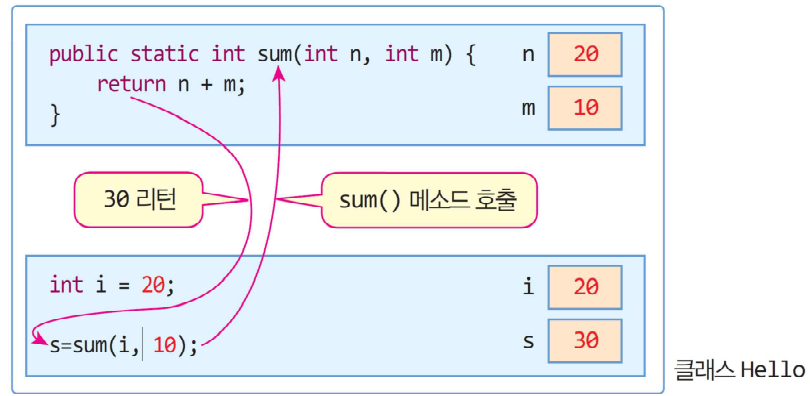 public static int sum(int n, int m) {
return n + m;
}
n 20
m 10
30 리턴
sum() 메소드 호출
int i = 20;
s=sum(i, 10);
i 20
s 30
클래스 Hello